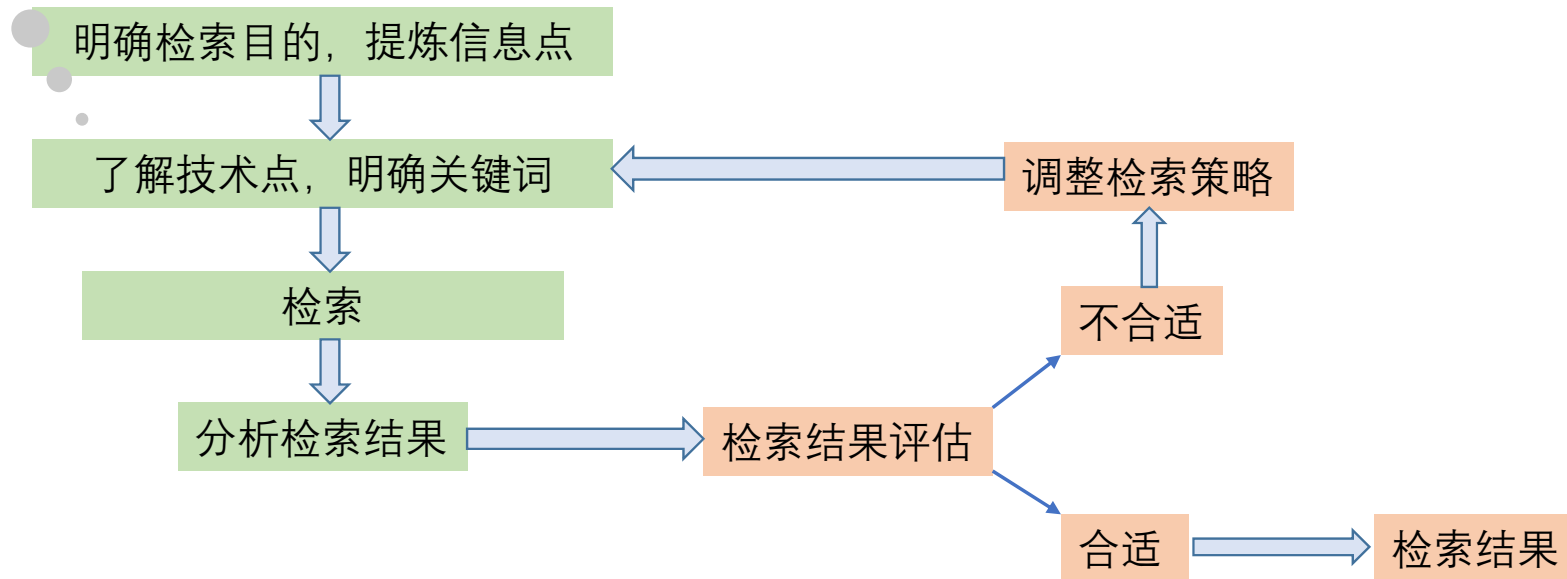 明确检索目的，提炼信息点
了解技术点，明确关键词
调整检索策略
检索
不合适
分析检索结果
检索结果评估
合适
检索结果